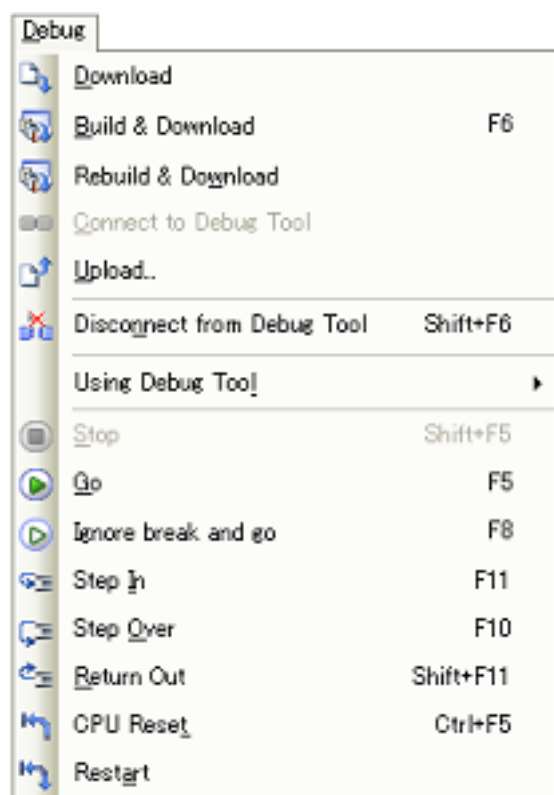 Debug
Download
Build & Download F6
Rebuild & Download
Connect to Debug Tool
Upload..
Disconnect from Debug Tool Shift+F6
Using Debug Tool
Stop Shift+F5
Go F5
Ignore break and go F8
Step In F11
Step Over F10
Return Out Shift+F11
CPU Reset Ctrl+F5
Restart